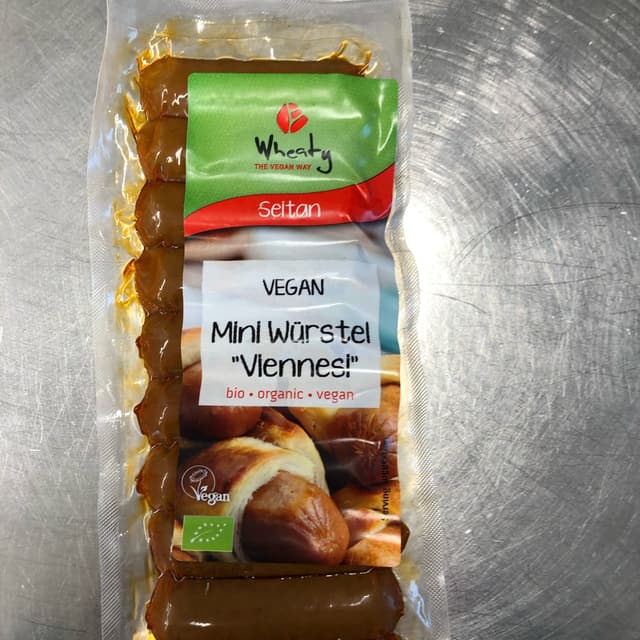 Wheaty
THE VEGAN WAY
Seitan
VEGAN
Mini Würstel
"Viennesi"
bio • organic • vegan
Vegan